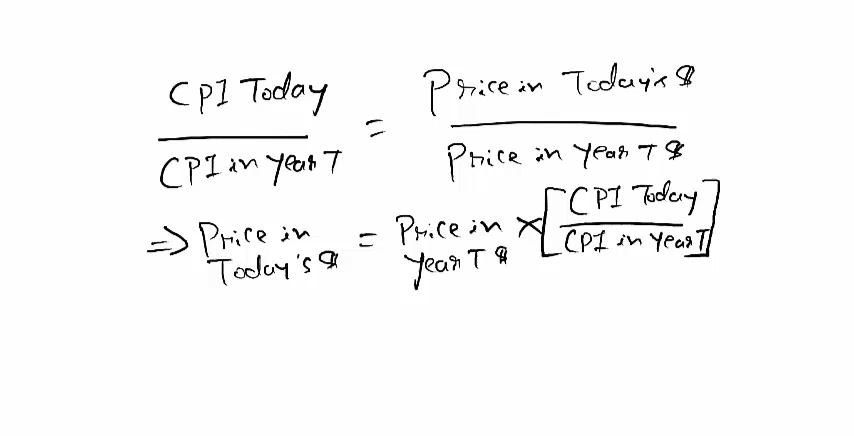 CPI Today / CPI in Year T = Price in Today's $ / Price in Year T $
=> Price in Today's $ = Price in Year T $ × [CPI Today / CPI in Year T]